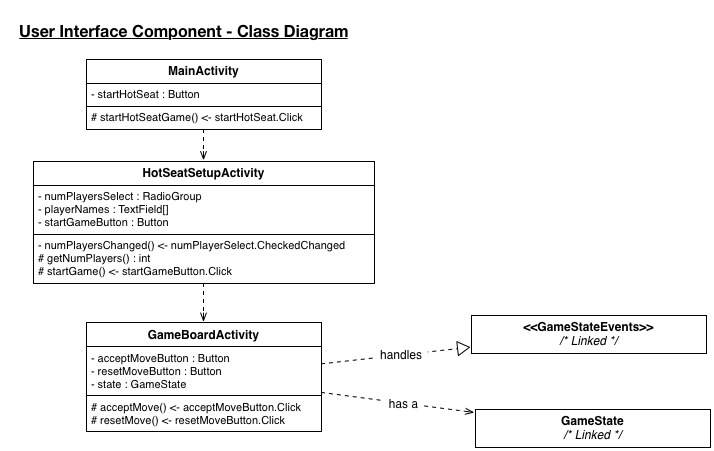 User Interface Component - Class Diagram
MainActivity
- startHotSeat : Button
# startHotSeatGame() <- startHotSeat.Click
HotSeatSetupActivity
- numPlayersSelect : RadioGroup
- playerNames : TextField[]
- startGameButton : Button
- numPlayersChanged() <- numPlayerSelect.CheckedChanged
# getNumPlayers() : int
# startGame() <- startGameButton.Click
GameBoardActivity
- acceptMoveButton : Button
- resetMoveButton : Button
- state : GameState
# acceptMove() <- acceptMoveButton.Click
# resetMove() <- resetMoveButton.Click
handles
<<GameStateEvents>>
/* Linked */
has a
GameState
/* Linked */